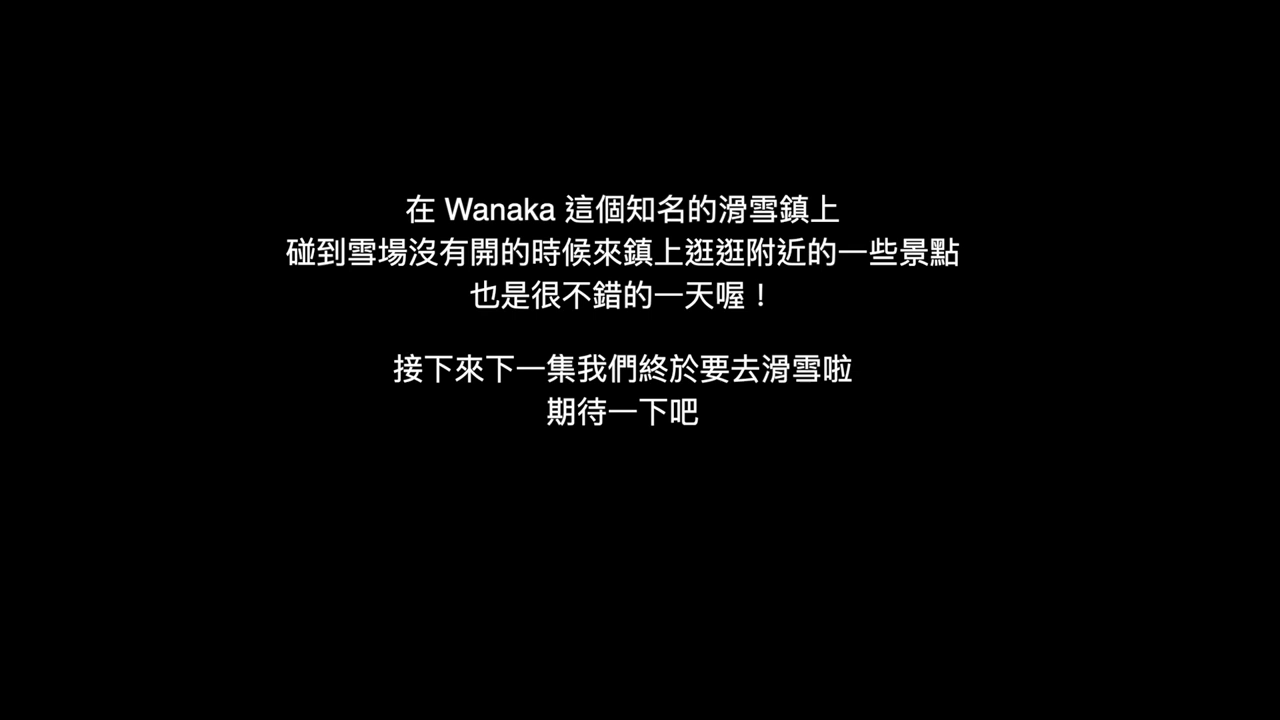 在 Wanaka 這個知名的滑雪鎮上
碰到雪場沒有開的時候來鎮上逛逛附近的一些景點
也是很不錯的一天喔！
接下來下一集我們終於要去滑雪啦
期待一下吧